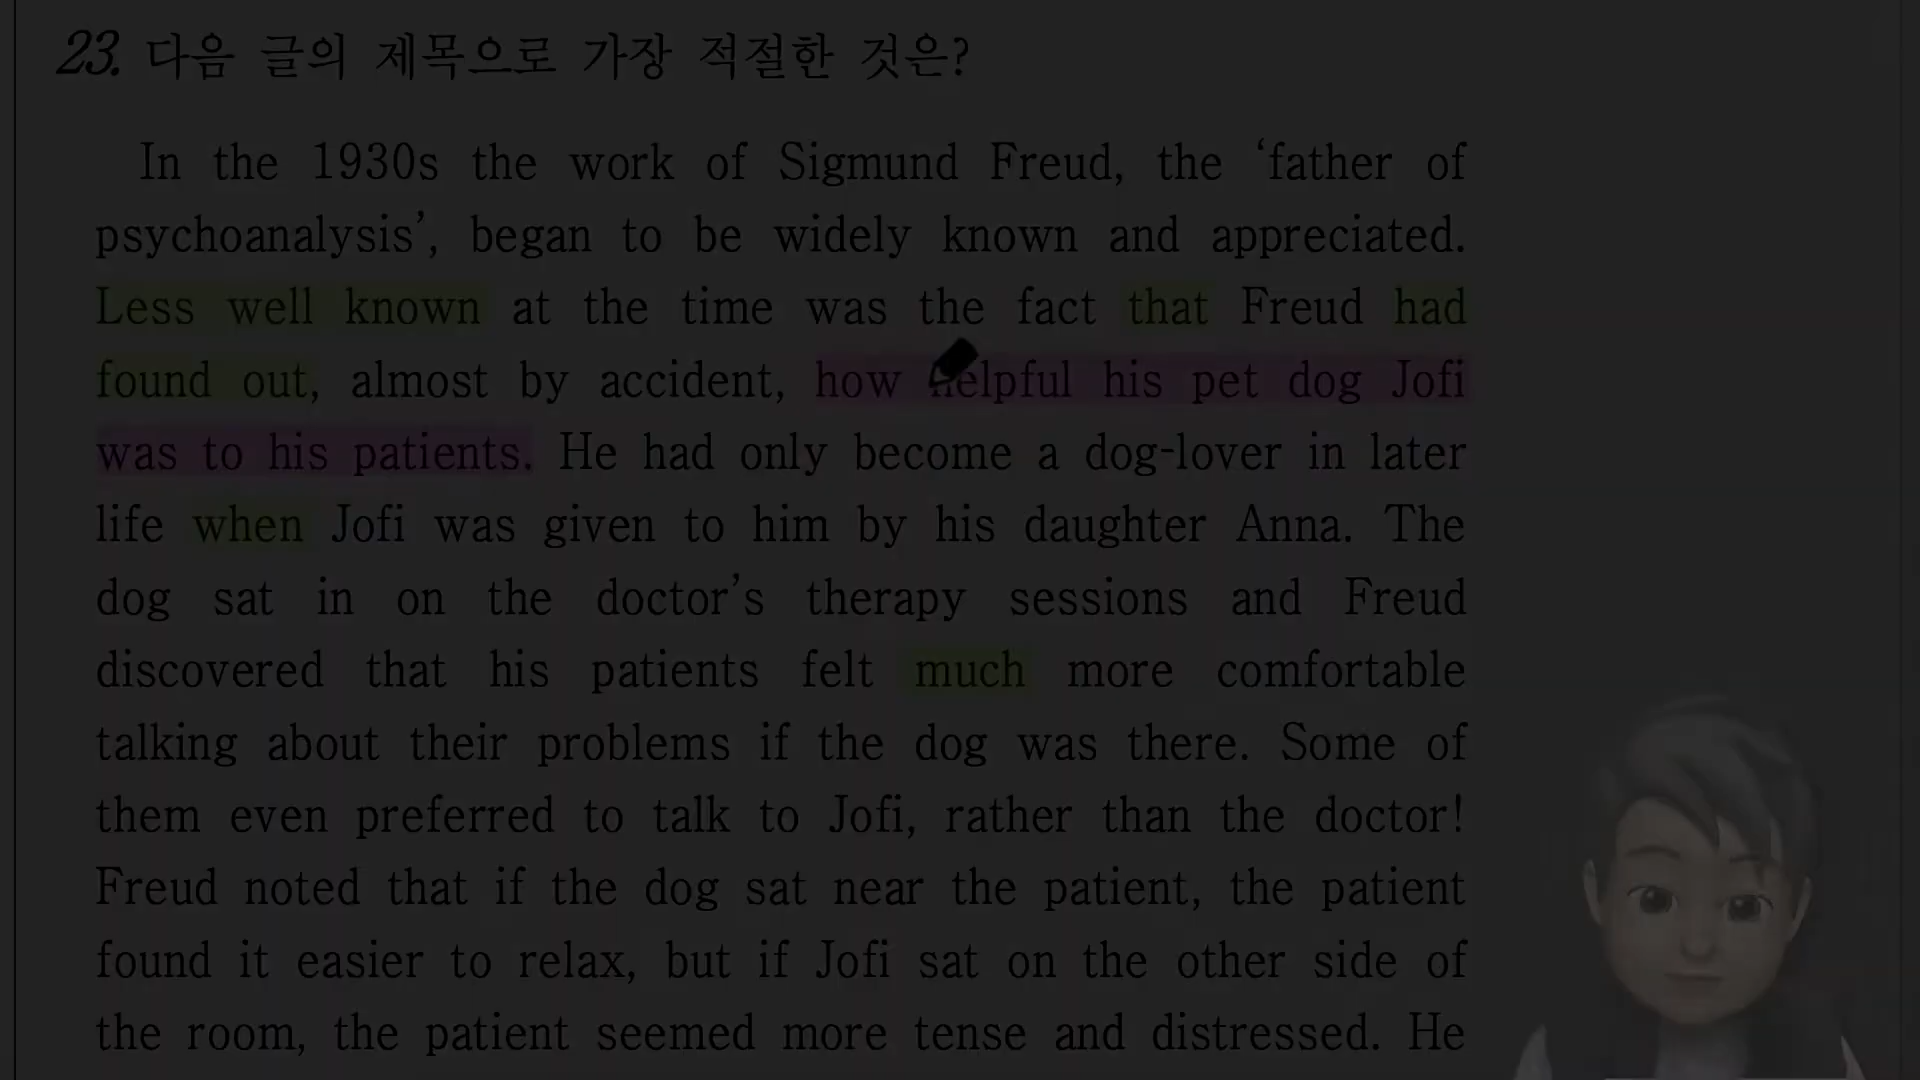 23. 다음 글의 제목으로 가장 적절한 것은?
In the 1930s the work of Sigmund Freud, the ‘father of
psychoanalysis’, began to be widely known and appreciated.
Less well known at the time was the fact that Freud had
found out, almost by accident, how helpful his pet dog Jofi
was to his patients. He had only become a dog-lover in later
life when Jofi was given to him by his daughter Anna. The
dog sat in on the doctor’s therapy sessions and Freud
discovered that his patients felt much more comfortable
talking about their problems if the dog was there. Some of
them even preferred to talk to Jofi, rather than the doctor!
Freud noted that if the dog sat near the patient, the patient
found it easier to relax, but if Jofi sat on the other side of
the room, the patient seemed more tense and distressed. He